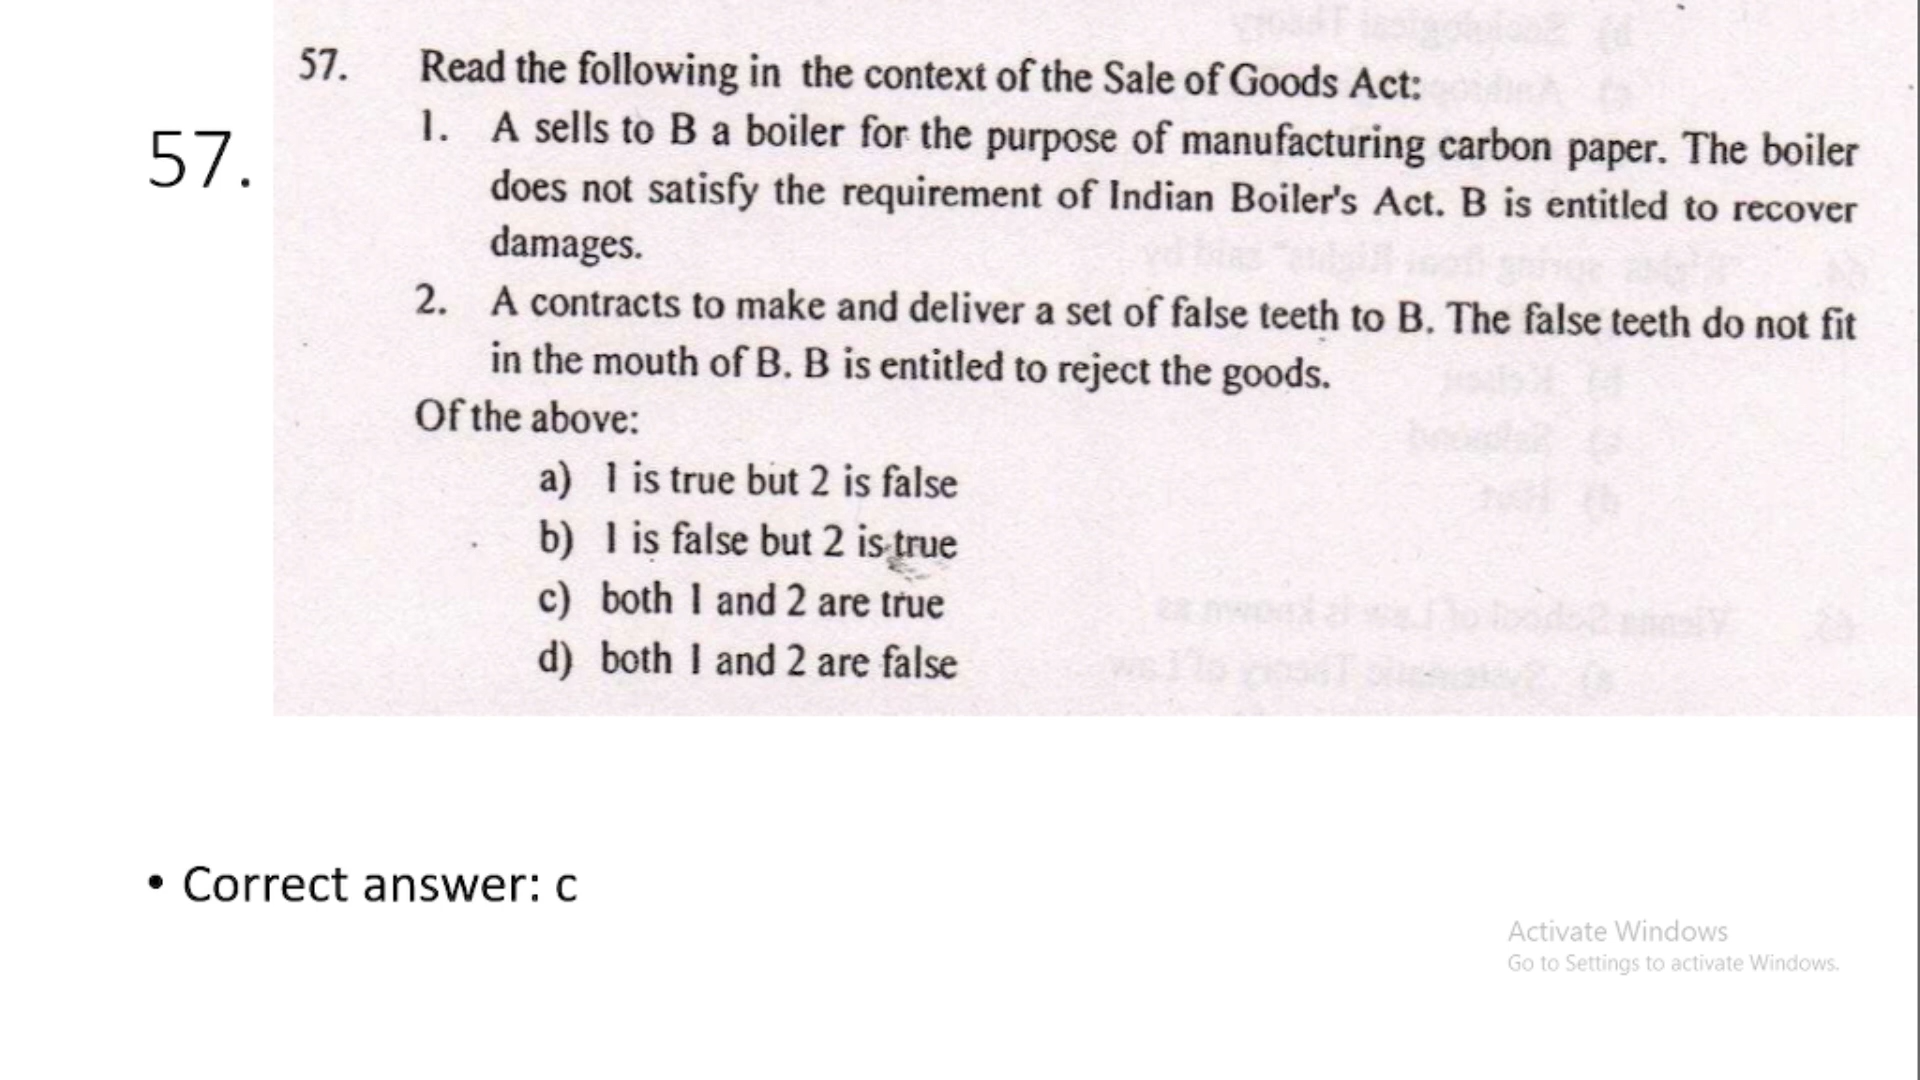 57.
57. Read the following in the context of the Sale of Goods Act:
1. A sells to B a boiler for the purpose of manufacturing carbon paper. The boiler
does not satisfy the requirement of Indian Boiler's Act. B is entitled to recover
damages.
2. A contracts to make and deliver a set of false teeth to B. The false teeth do not fit
in the mouth of B. B is entitled to reject the goods.
Of the above:
a) 1 is true but 2 is false
b) 1 is false but 2 is true
c) both 1 and 2 are true
d) both 1 and 2 are false
• Correct answer: c
Activate Windows
Go to Settings to activate Windows.